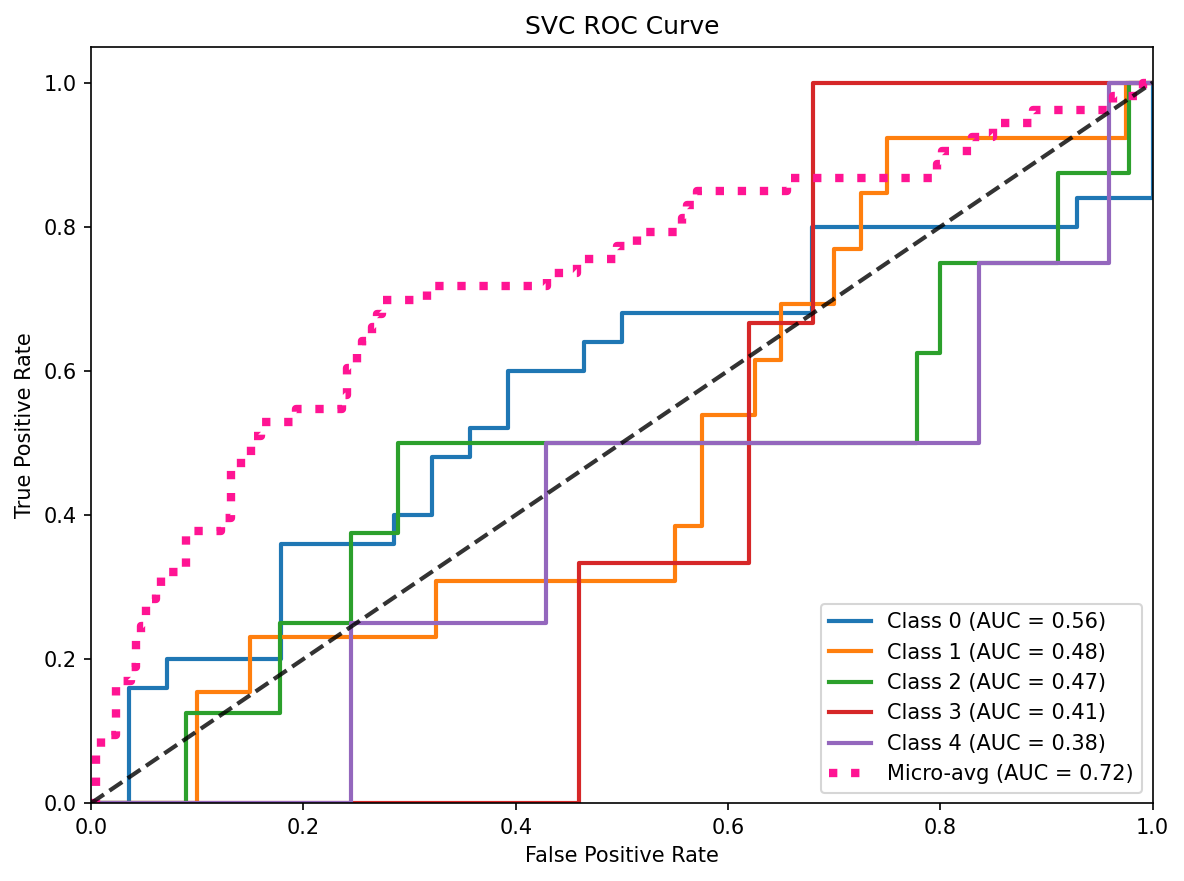 SVC ROC Curve
True Positive Rate
1.0
0.8
0.6
0.4
0.2
0.0
0.0 0.2 0.4 0.6 0.8 1.0
False Positive Rate
Class 0 (AUC = 0.56)
Class 1 (AUC = 0.48)
Class 2 (AUC = 0.47)
Class 3 (AUC = 0.41)
Class 4 (AUC = 0.38)
Micro-avg (AUC = 0.72)